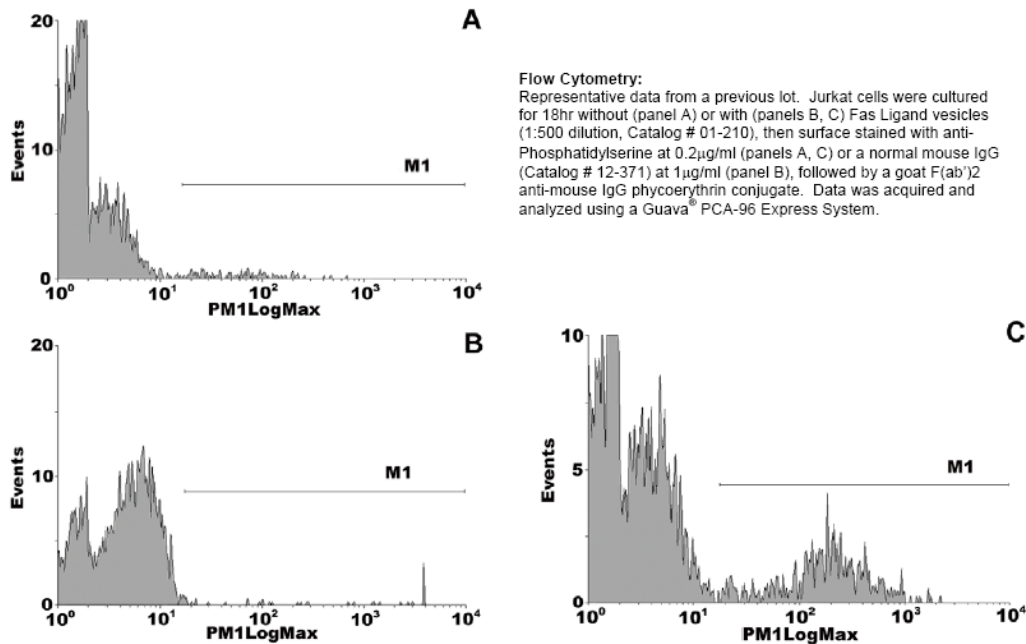 A
20
10
0
Events
M1
10⁰ 10¹ 10² 10³ 10⁴
PM1LogMax
Flow Cytometry:
Representative data from a previous lot. Jurkat cells were cultured
for 18hr without (panel A) or with (panels B, C) Fas Ligand vesicles
(1:500 dilution, Catalog # 01-210), then surface stained with anti-
Phosphatidylserine at 0.2µg/ml (panels A, C) or a normal mouse IgG
(Catalog # 12-371) at 1µg/ml (panel B), followed by a goat F(ab')2
anti-mouse IgG phycoerythrin conjugate. Data was acquired and
analyzed using a Guava® PCA-96 Express System.
B
20
10
0
Events
M1
10⁰ 10¹ 10² 10³ 10⁴
PM1LogMax
C
10
5
0
Events
M1
10⁰ 10¹ 10² 10³ 10⁴
PM1LogMax